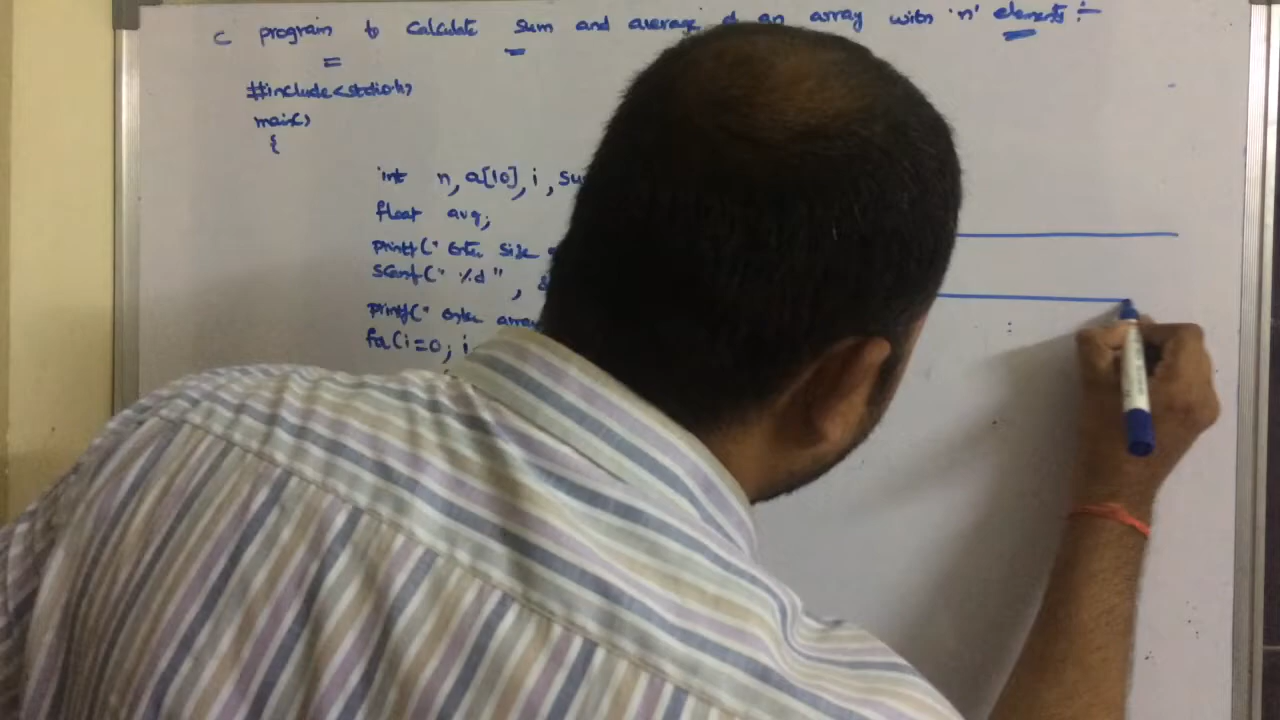 C program to Calculate Sum and average of an array with 'n' elements :-
#include<stdio.h>
main()
{
int n, a[10], i, su
float avg;
printf(" Enter Size
scanf(" %d", &
printf(" Enter array
for(i=0; i